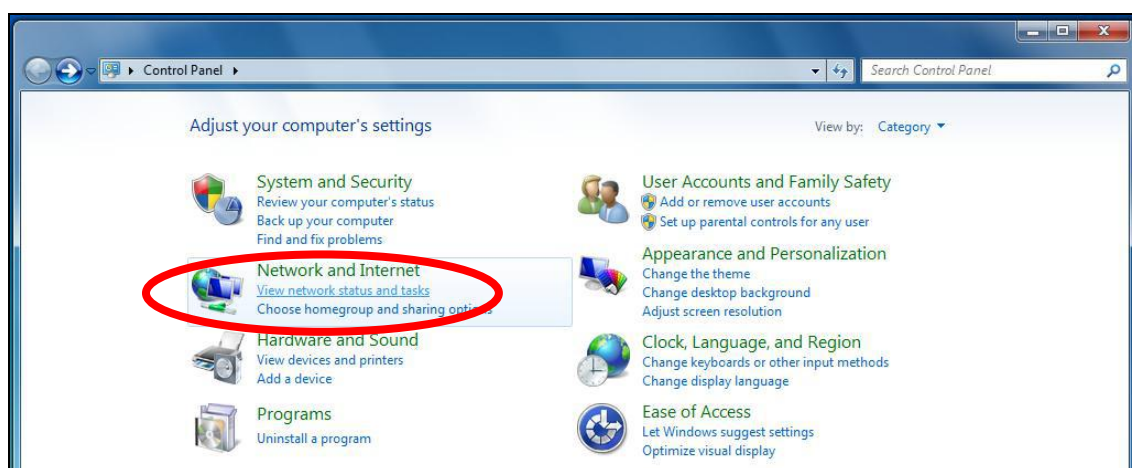 Control Panel
Search Control Panel
Adjust your computer's settings
View by: Category
System and Security
Review your computer's status
Back up your computer
Find and fix problems
Network and Internet
View network status and tasks
Choose homegroup and sharing options
Hardware and Sound
View devices and printers
Add a device
Programs
Uninstall a program
User Accounts and Family Safety
Add or remove user accounts
Set up parental controls for any user
Appearance and Personalization
Change the theme
Change desktop background
Adjust screen resolution
Clock, Language, and Region
Change keyboards or other input methods
Change display language
Ease of Access
Let Windows suggest settings
Optimize visual display